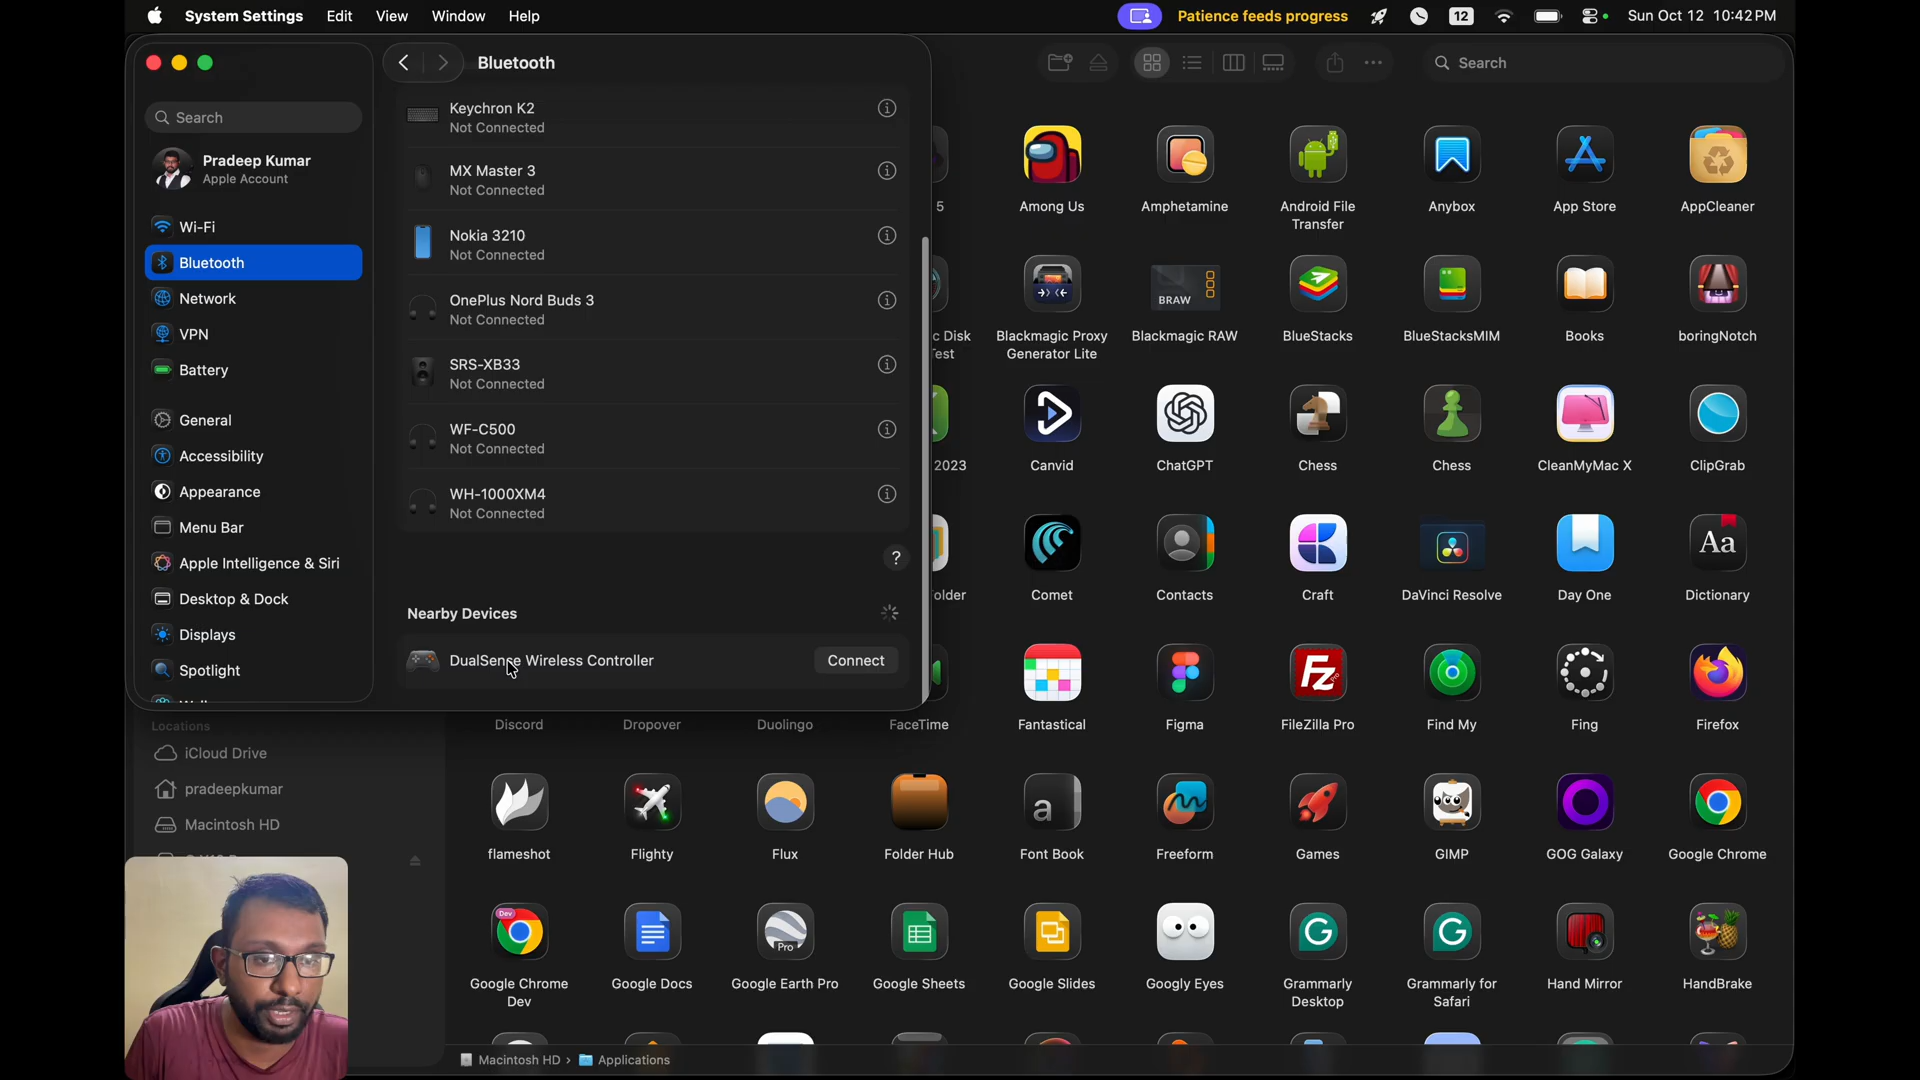 System Settings Edit View Window Help
Patience feeds progress
12
Sun Oct 12 10:42 PM
Bluetooth
Search
Search
Pradeep Kumar
Apple Account
Wi-Fi
Bluetooth
Network
VPN
Battery
General
Accessibility
Appearance
Menu Bar
Apple Intelligence & Siri
Desktop & Dock
Displays
Spotlight
Keychron K2
Not Connected
MX Master 3
Not Connected
Nokia 3210
Not Connected
OnePlus Nord Buds 3
Not Connected
SRS-XB33
Not Connected
WF-C500
Not Connected
WH-1000XM4
Not Connected
?
Nearby Devices
DualSense Wireless Controller
Connect
Locations
iCloud Drive
pradeepkumar
Macintosh HD
5
Among Us
Amphetamine
Android File
Transfer
Anybox
App Store
AppCleaner
c Disk
Test
Blackmagic Proxy
Generator Lite
BRAW
Blackmagic RAW
BlueStacks
BlueStacksMIM
Books
boringNotch
2023
Canvid
ChatGPT
Chess
Chess
CleanMyMac X
ClipGrab
older
Comet
Contacts
Craft
DaVinci Resolve
Day One
Aa
Dictionary
Discord
Dropover
Duolingo
FaceTime
Fantastical
Figma
Fz
Pro
FileZilla Pro
Find My
Fing
Firefox
flameshot
Flighty
Flux
Folder Hub
a
Font Book
Freeform
Games
GIMP
GOG Galaxy
Google Chrome
Dev
Google Chrome
Dev
Google Docs
Pro
Google Earth Pro
Google Sheets
Google Slides
Googly Eyes
G
Grammarly
Desktop
G
Grammarly for
Safari
Hand Mirror
HandBrake
Macintosh HD › Applications